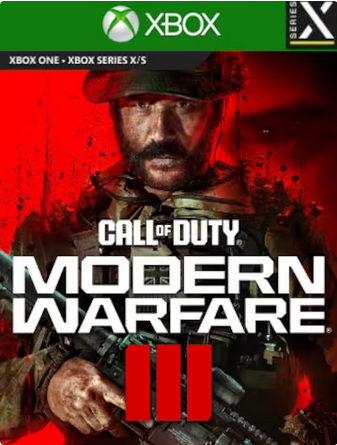 XBOX
SERIES X
XBOX ONE • XBOX SERIES X/S
CALL OF DUTY®
MODERN
WARFARE®
III